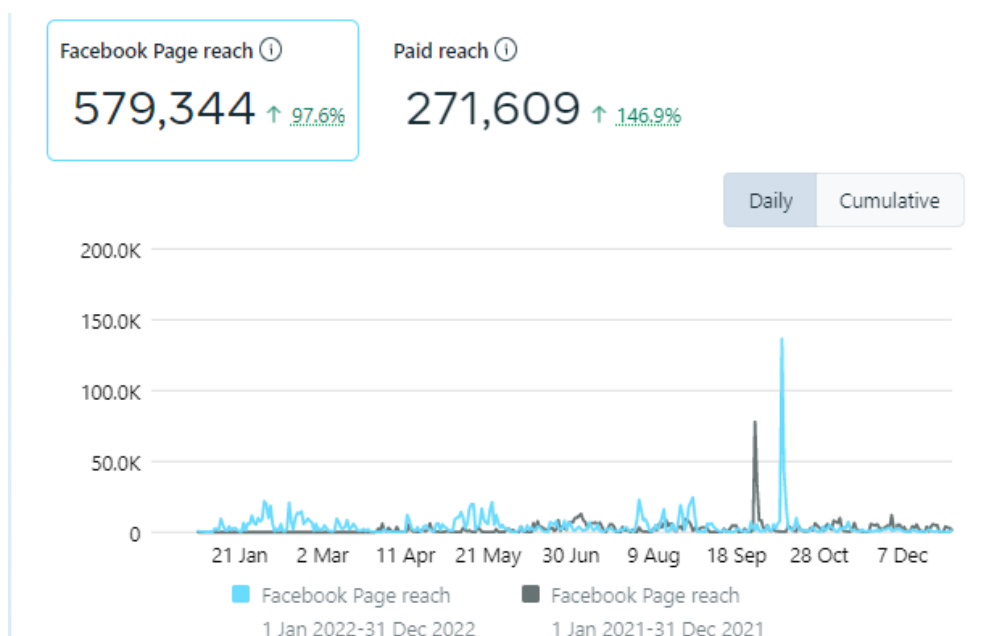 Facebook Page reach ⓘ Paid reach ⓘ
579,344 ↑ 97.6% 271,609 ↑ 146.9%
Daily Cumulative
200.0K
150.0K
100.0K
50.0K
0
21 Jan 2 Mar 11 Apr 21 May 30 Jun 9 Aug 18 Sep 28 Oct 7 Dec
Facebook Page reach Facebook Page reach
1 Jan 2022-31 Dec 2022 1 Jan 2021-31 Dec 2021